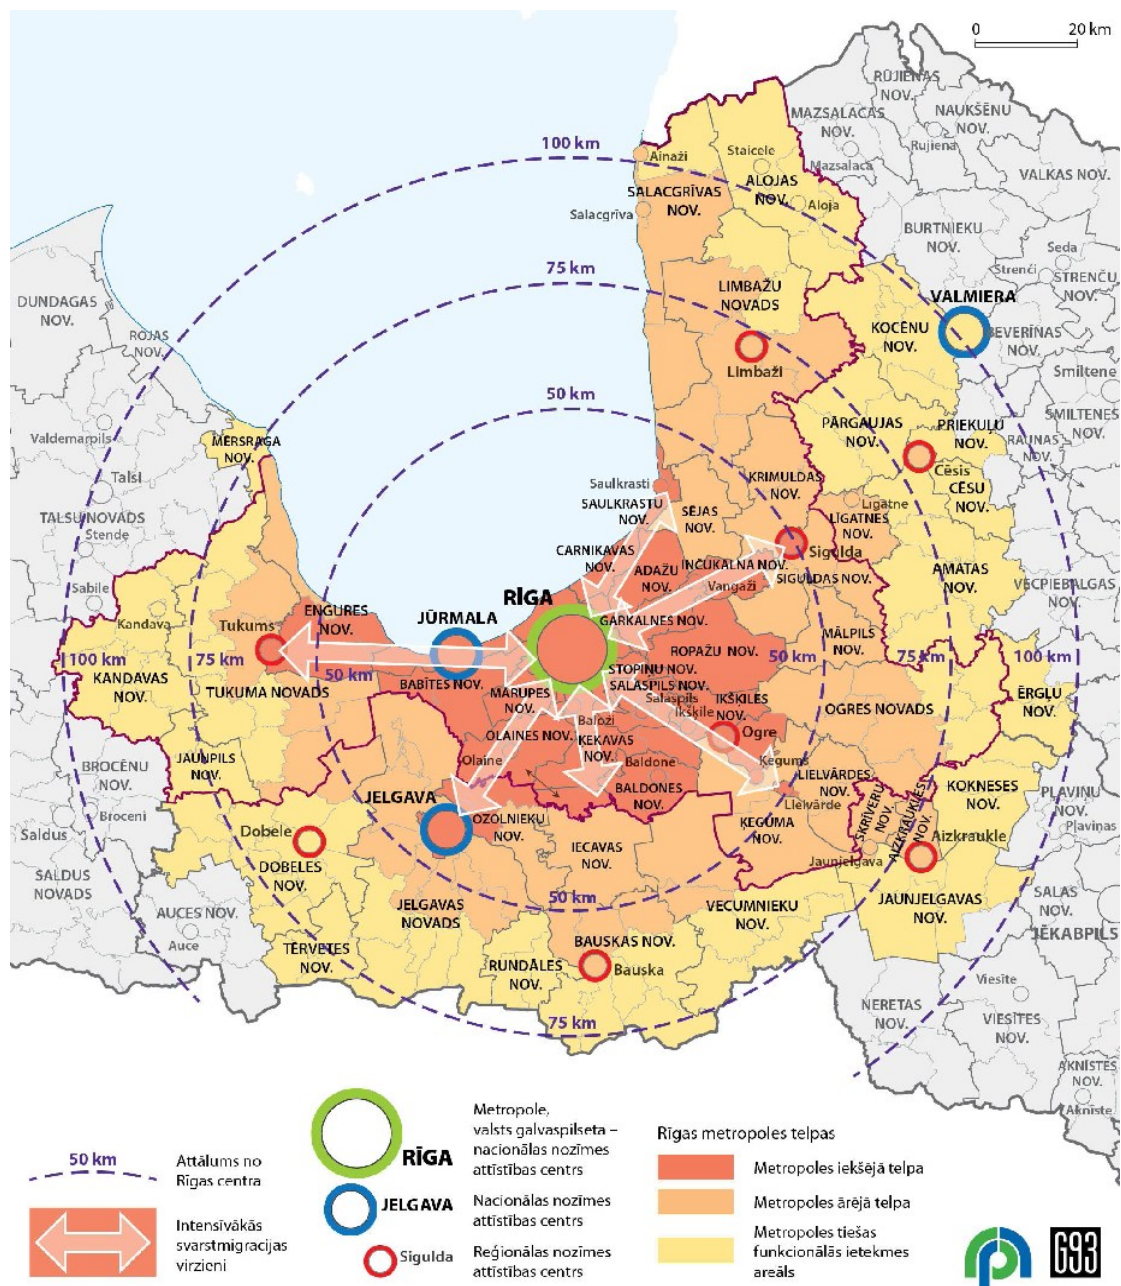 0
20 km
RŪJIENAS
NOV.
MAZSALACAS
NOV.
NAUKŠĒNU
NOV.
Rujiena
Mazsalaca
VALKAS NOV.
100 km
Ainaži
Staicele
ALOJAS
NOV.
Aloja
SALACGRĪVAS
NOV.
Salacgrīva
BURTNIEKU
NOV.
Seda
Strenči
STRENČU
NOV.
75 km
LIMBAŽU
NOVADS
VALMIERA
KOCĒNU
NOV.
BEVERĪNAS
NOV.
DUNDAGAS
NOV.
ROJAS
NOV.
Limbaži
Smiltene
50 km
SMILTENES
NOV.
PĀRGAUJAS
NOV.
PRIEKUĻU
NOV.
RAUNAS
NOV.
Valdemarpils
MĒRSRAGA
NOV.
Cēsis
CĒSU
NOV.
Talsi
KRIMULDAS
NOV.
Saulkrasti
SAULKRASTU
NOV.
SĒJAS
NOV.
Līgatne
LĪGATNES
NOV.
TALSU NOVADS
Stende
CARNIKAVAS
NOV.
Sigulda
ĀDAŽU
NOV.
INČUKALNA NOV.
SIGULDAS NOV.
Vangaži
AMATAS
NOV.
VECPIEBALGAS
NOV.
Sabile
RĪGA
Kandava
ENGURES
NOV.
JŪRMALA
GARKALNES NOV.
Tukums
MĀLPILS
NOV.
ROPAŽU NOV.
100 km
75 km
50 km
50 km
75 km
100 km
KANDAVAS
NOV.
TUKUMA NOVADS
BABĪTES NOV.
MĀRUPES
NOV.
STOPIŅU NOV.
SALASPILS NOV.
Salaspils
Ikšķile
IKŠĶILES
NOV.
ĒRGĻU
NOV.
OGRES NOVADS
Baloži
OLAINES NOV.
ĶEKAVAS
NOV.
Ogre
Olaine
Baldone
Ķegums
JAUNPILS
NOV.
BROCĒNU
NOV.
BALDONES
NOV.
LIELVĀRDES
NOV.
Lielvārde
KOKNESES
NOV.
JELGAVA
OZOLNIEKU
NOV.
ĶEGUMA
NOV.
SKRĪVERU
NOV.
AIZKRAUKLES
NOV.
PĻAVIŅU
NOV.
Pļaviņas
Broceni
Saldus
Dobele
DOBELES
NOV.
IECAVAS
NOV.
Aizkraukle
Jaunjelgava
SALDUS
NOVADS
AUCES NOV.
Auce
JELGAVAS
NOVADS
50 km
VECUMNIEKU
NOV.
JAUNJELGAVAS
NOV.
SALAS
NOV.
JĒKABPILS
TĒRVETES
NOV.
BAUSKAS NOV.
RUNDĀLES
NOV.
Bauska
Viesīte
NERETAS
NOV.
VIESĪTES
NOV.
75 km
AKNĪSTES
NOV.
Aknīste
50 km
Attālums no
Rīgas centra
Intensīvākās
svarstmigracijas
virzieni
RĪGA
Metropole,
valsts galvaspilseta –
nacionālas nozīmes
attīstības centrs
JELGAVA
Nacionālas nozīmes
attīstibas centrs
Sigulda
Reģionālas nozīmes
attīstības centrs
Rīgas metropoles telpas
Metropoles iekšējā telpa
Metropoles ārējā telpa
Metropoles tiešas
funkcionālās ietekmes
areāls
G93